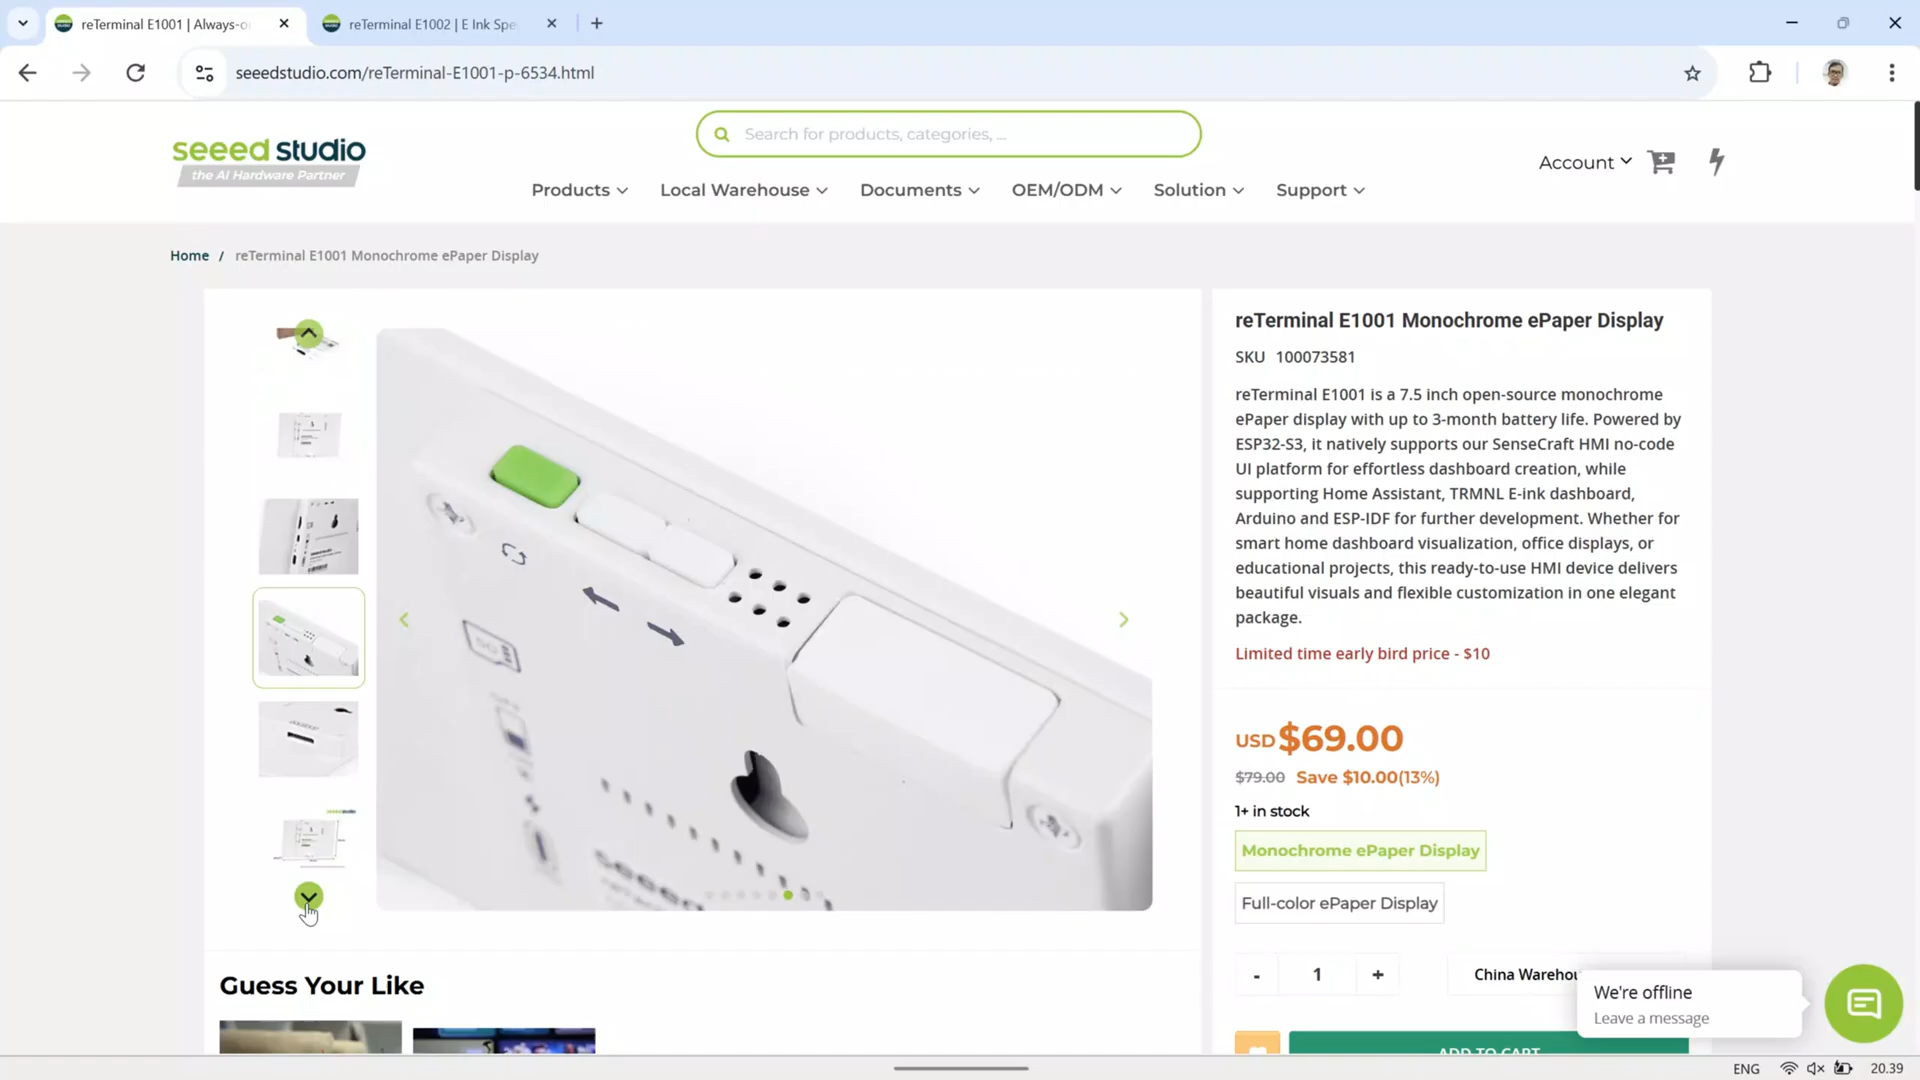 reTerminal E1001 | Always-o
reTerminal E1002 | E Ink Spe
seeedstudio.com/reTerminal-E1001-p-6534.html
seeed studio
the AI Hardware Partner
Search for products, categories, ...
Account
Products
Local Warehouse
Documents
OEM/ODM
Solution
Support
Home / reTerminal E1001 Monochrome ePaper Display
reTerminal E1001 Monochrome ePaper Display
SKU 100073581
reTerminal E1001 is a 7.5 inch open-source monochrome
ePaper display with up to 3-month battery life. Powered by
ESP32-S3, it natively supports our SenseCraft HMI no-code
UI platform for effortless dashboard creation, while
supporting Home Assistant, TRMNL E-ink dashboard,
Arduino and ESP-IDF for further development. Whether for
smart home dashboard visualization, office displays, or
educational projects, this ready-to-use HMI device delivers
beautiful visuals and flexible customization in one elegant
package.
Limited time early bird price - $10
USD $69.00
$79.00 Save $10.00(13%)
1+ in stock
Monochrome ePaper Display
Full-color ePaper Display
- 1 +
China Warehou
We're offline
Leave a message
ADD TO CART
Guess Your Like
ENG
20.39